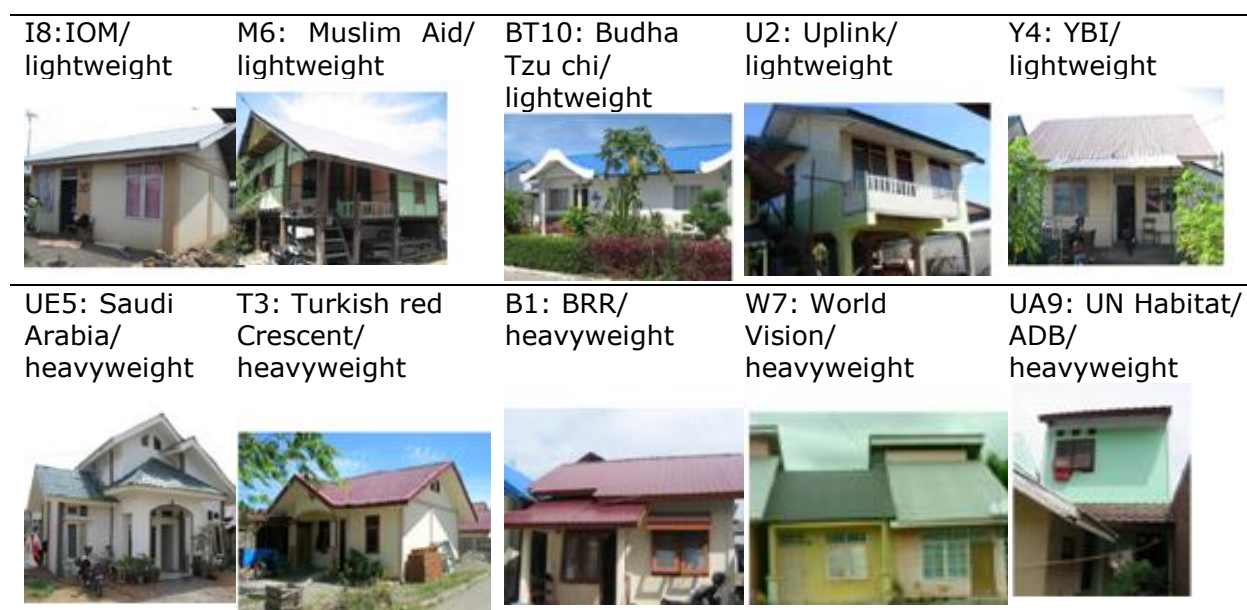 I8:IOM/
lightweight
M6: Muslim Aid/
lightweight
BT10: Budha
Tzu chi/
lightweight
U2: Uplink/
lightweight
Y4: YBI/
lightweight
UE5: Saudi
Arabia/
heavyweight
T3: Turkish red
Crescent/
heavyweight
B1: BRR/
heavyweight
W7: World
Vision/
heavyweight
UA9: UN Habitat/
ADB/
heavyweight